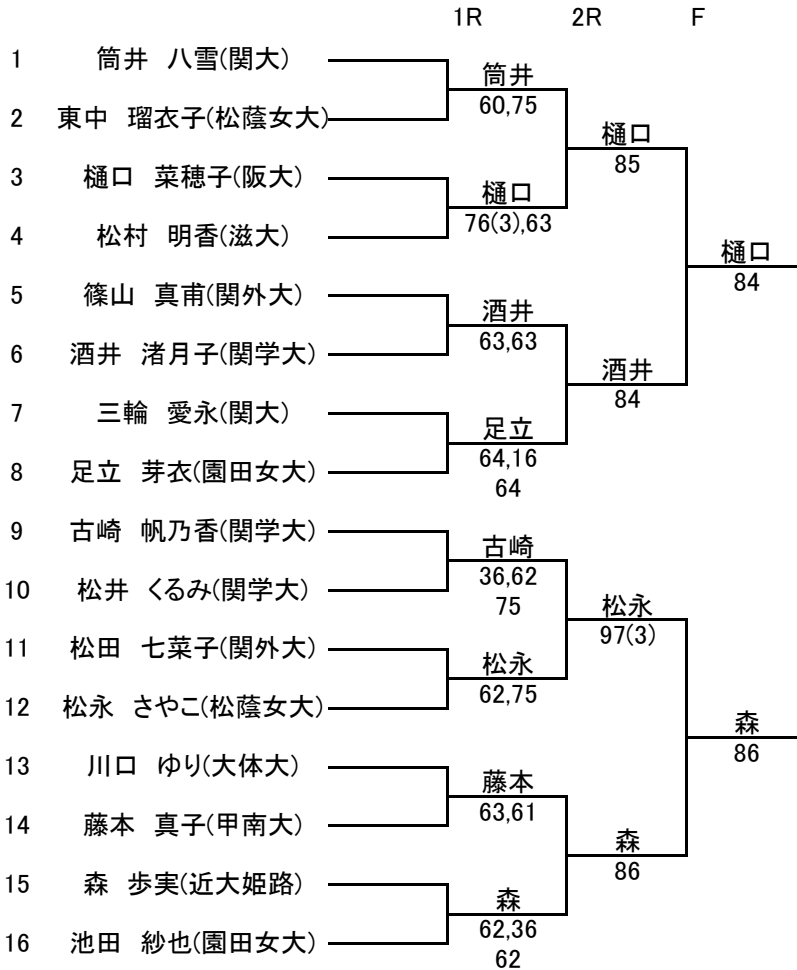 1R 2R F
1 筒井 八雪(関大)
筒井
60,75
2 東中 瑠衣子(松蔭女大)
樋口
85
3 樋口 菜穂子(阪大)
樋口
76(3),63
4 松村 明香(滋大)
樋口
84
5 篠山 真甫(関外大)
酒井
63,63
6 酒井 渚月子(関学大)
酒井
84
7 三輪 愛永(関大)
足立
64,16
64
8 足立 芽衣(園田女大)
9 古崎 帆乃香(関学大)
古崎
36,62
75
10 松井 くるみ(関学大)
松永
97(3)
11 松田 七菜子(関外大)
松永
62,75
12 松永 さやこ(松蔭女大)
森
86
13 川口 ゆり(大体大)
藤本
63,61
14 藤本 真子(甲南大)
森
86
15 森 歩実(近大姫路)
森
62,36
62
16 池田 紗也(園田女大)